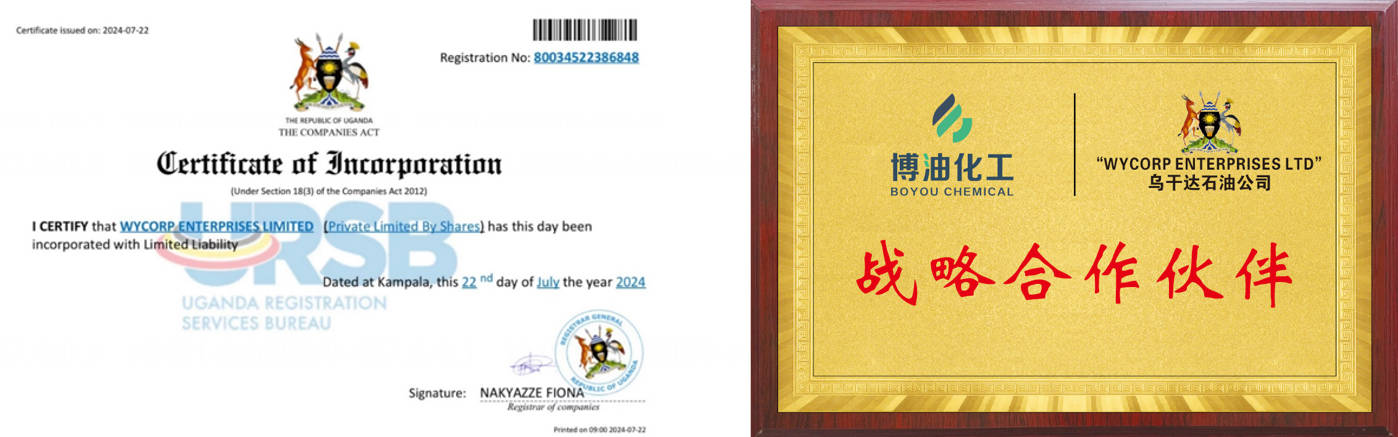 Certificate issued on: 2024-07-22
Registration No: 80034522386848
THE REPUBLIC OF UGANDA
THE COMPANIES ACT
Certificate of Incorporation
(Under Section 18(3) of the Companies Act 2012)
I CERTIFY that WYCORP ENTERPRISES LIMITED (Private Limited By Shares) has this day been
incorporated with Limited Liability
URSB
Dated at Kampala, this 22 nd day of July the year 2024
UGANDA REGISTRATION
SERVICES BUREAU
REGISTRAR GENERAL
REPUBLIC OF UGANDA
Signature: NAKYAZZE FIONA
Registrar of companies
Printed on 09:00 2024-07-22
博油化工
BOYOU CHEMICAL
“WYCORP ENTERPRISES LTD”
乌干达石油公司
战略合作伙伴